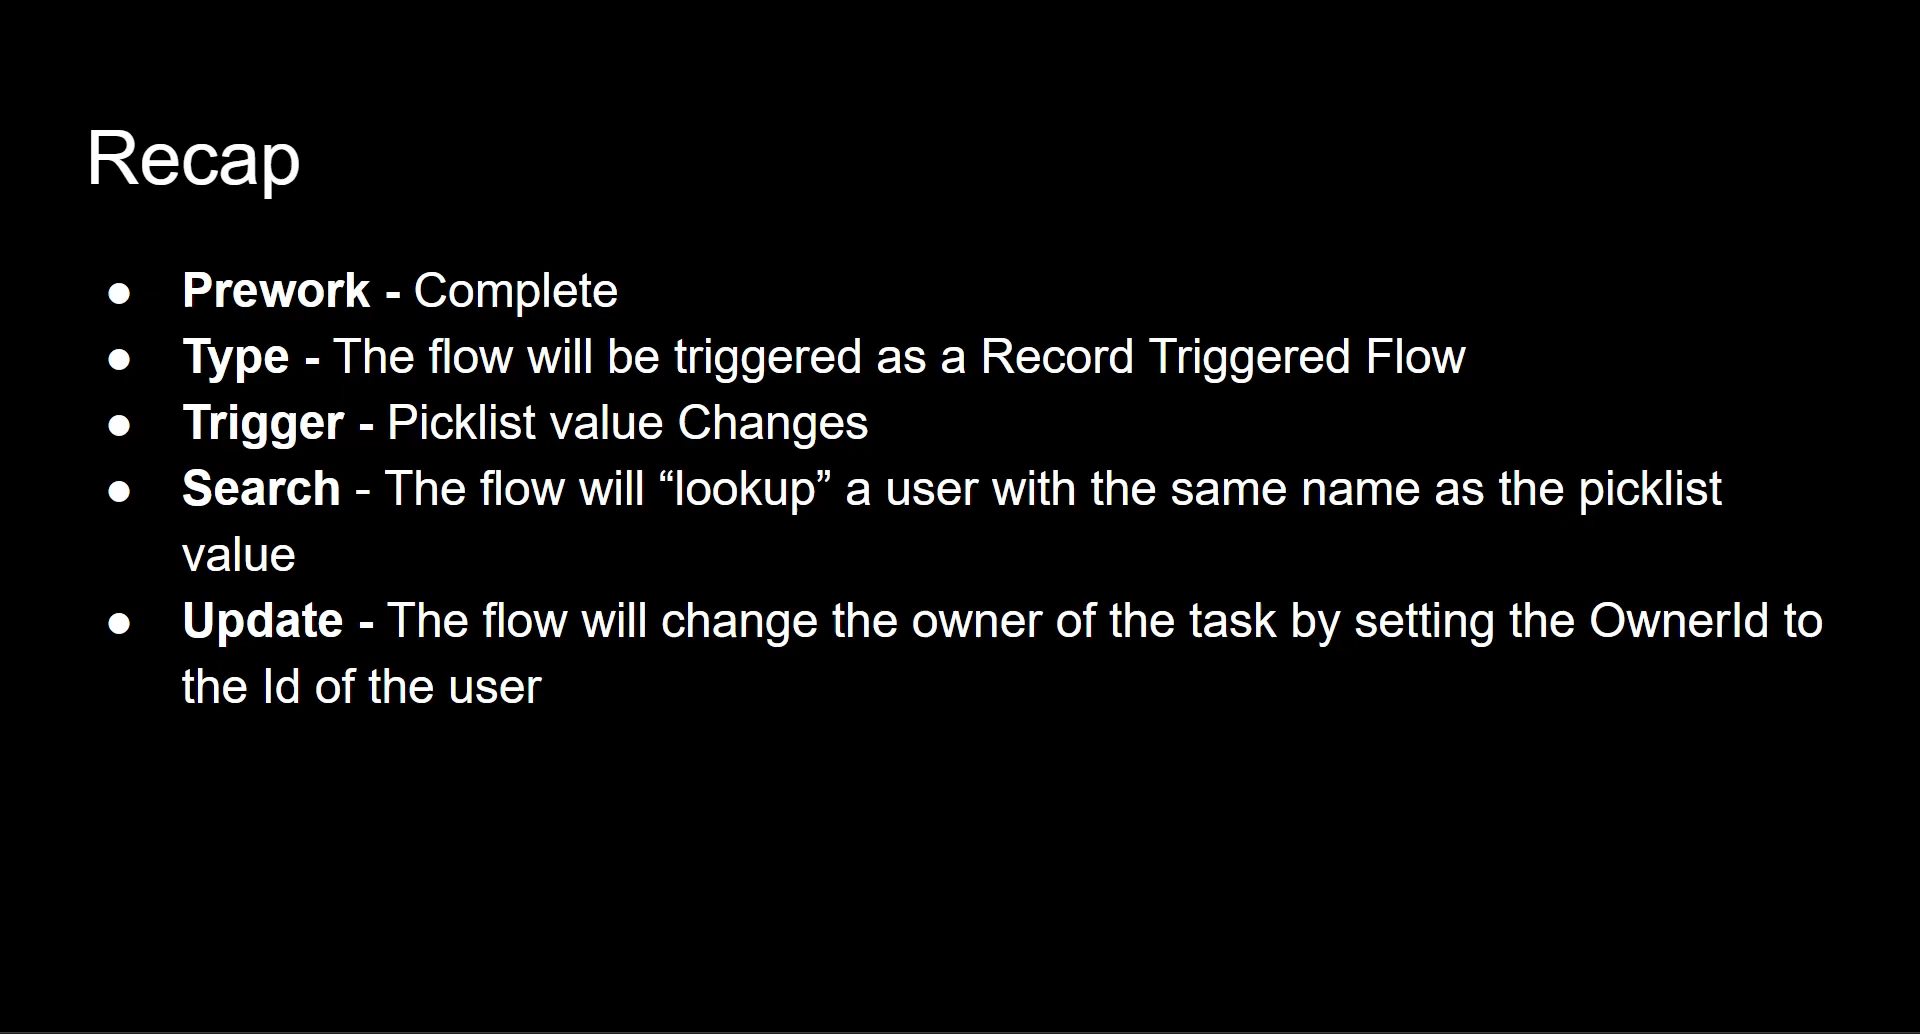 Recap
● Prework - Complete
● Type - The flow will be triggered as a Record Triggered Flow
● Trigger - Picklist value Changes
● Search - The flow will “lookup” a user with the same name as the picklist
value
● Update - The flow will change the owner of the task by setting the OwnerId to
the Id of the user